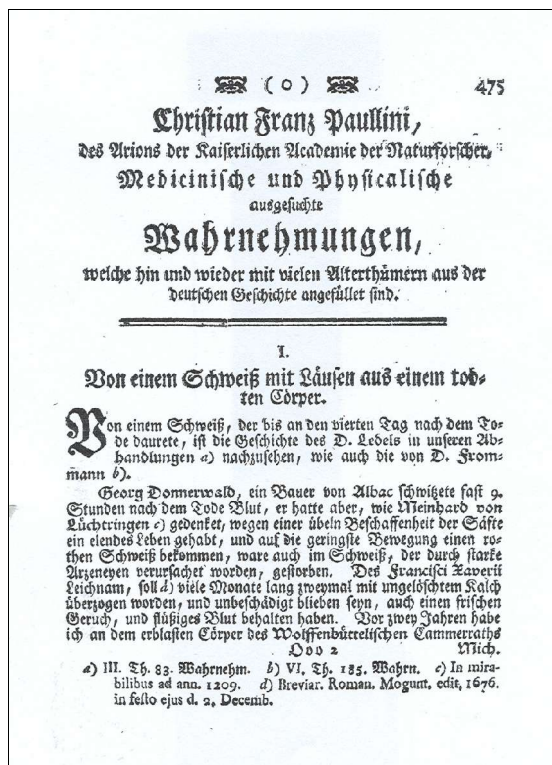 ( o ) 475
Christian Franz Paullini,
des Arions der Kaiserlichen Academie der Naturforscher,
Medicinische und Physicalische
ausgesuchte
Wahrnehmungen,
welche hin und wieder mit vielen Alterthümern aus der
deutschen Geschichte angefüllet sind.
I.
Von einem Schweiß mit Läusen aus einem tod-
ten Cörper.
Von einem Schweiß, der bis an den vierten Tag nach dem To-
de daurete, ist die Geschichte des D. Ledels in unseren Ab-
handlungen a) nachzusehen, wie auch die von D. From-
mann b).
Georg Donnerwald, ein Bauer von Albac schwitzete fast 9.
Stunden nach dem Tode Blut, er hatte aber, wie Meinhard von
Lüchtringen c) gedenket, wegen einer übeln Beschaffenheit der Säfte
ein elendes Leben gehabt, und auf die geringste Bewegung einen ro-
then Schweiß bekommen, ware auch im Schweiß, der durch starke
Arzeneyen verursachet worden, gestorben. Des Francisci Xaverii
Leichnam, soll d) viele Monate lang zweymal mit ungelöschtem Kalch
überzogen worden, und unbeschädigt blieben seyn, auch einen frischen
Geruch, und flüßiges Blut behalten haben. Vor zwey Jahren habe
ich an dem erblaßten Cörper des Wolffenbüttelischen Cammerraths
Ooo 2 Mich.
a) III. Th. 83. Wahrnehm. b) VI. Th. 185. Wahrn. c) In mira-
bilibus ad ann. 1209. d) Breviar. Roman. Mogunt. edit, 1676.
in festo ejus d. 2. Decemb.